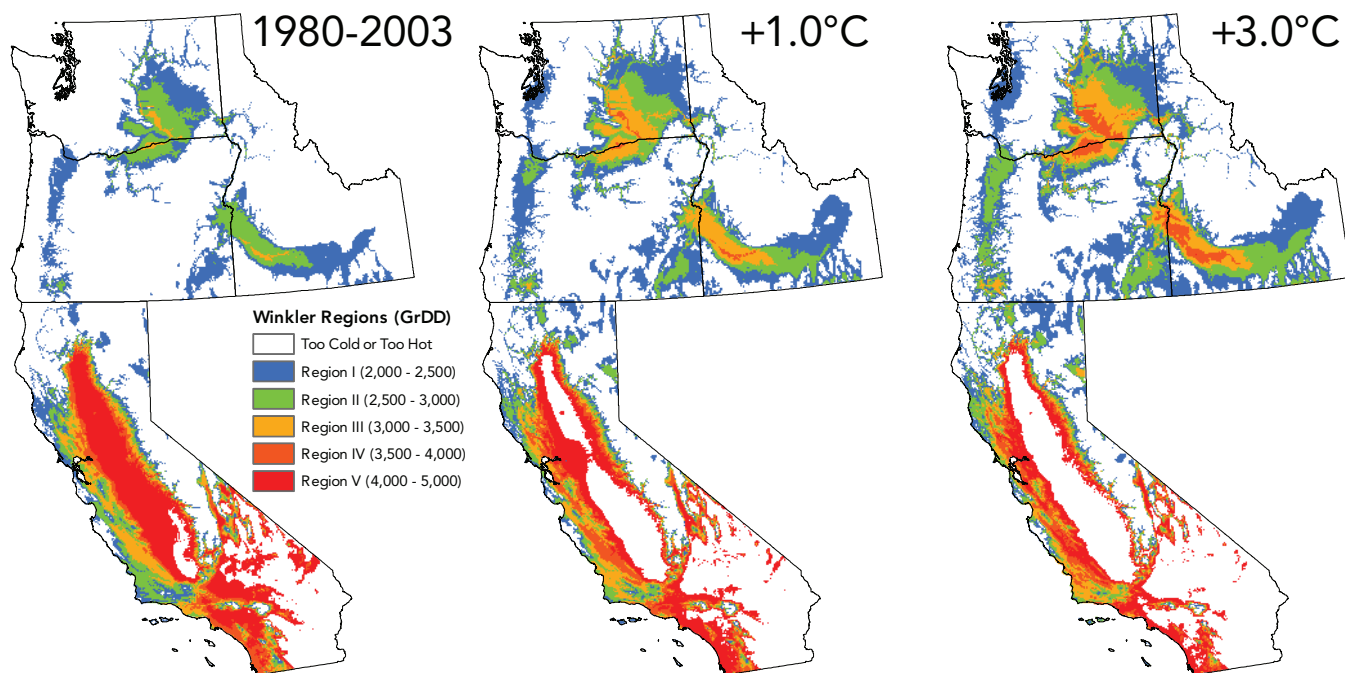 1980-2003
+1.0°C
+3.0°C
Winkler Regions (GrDD)
Too Cold or Too Hot
Region I (2,000 - 2,500)
Region II (2,500 - 3,000)
Region III (3,000 - 3,500)
Region IV (3,500 - 4,000)
Region V (4,000 - 5,000)